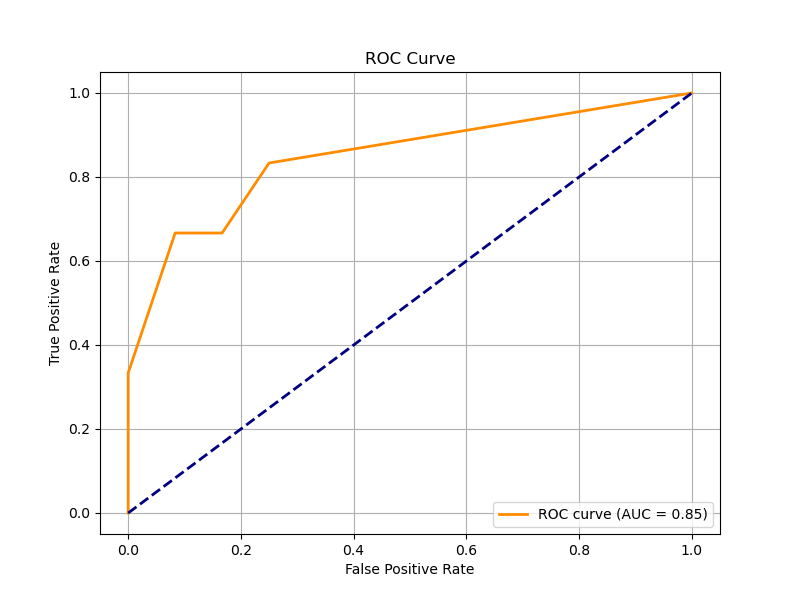 ROC Curve
True Positive Rate
1.0
0.8
0.6
0.4
0.2
0.0
ROC curve (AUC = 0.85)
0.0 0.2 0.4 0.6 0.8 1.0
False Positive Rate